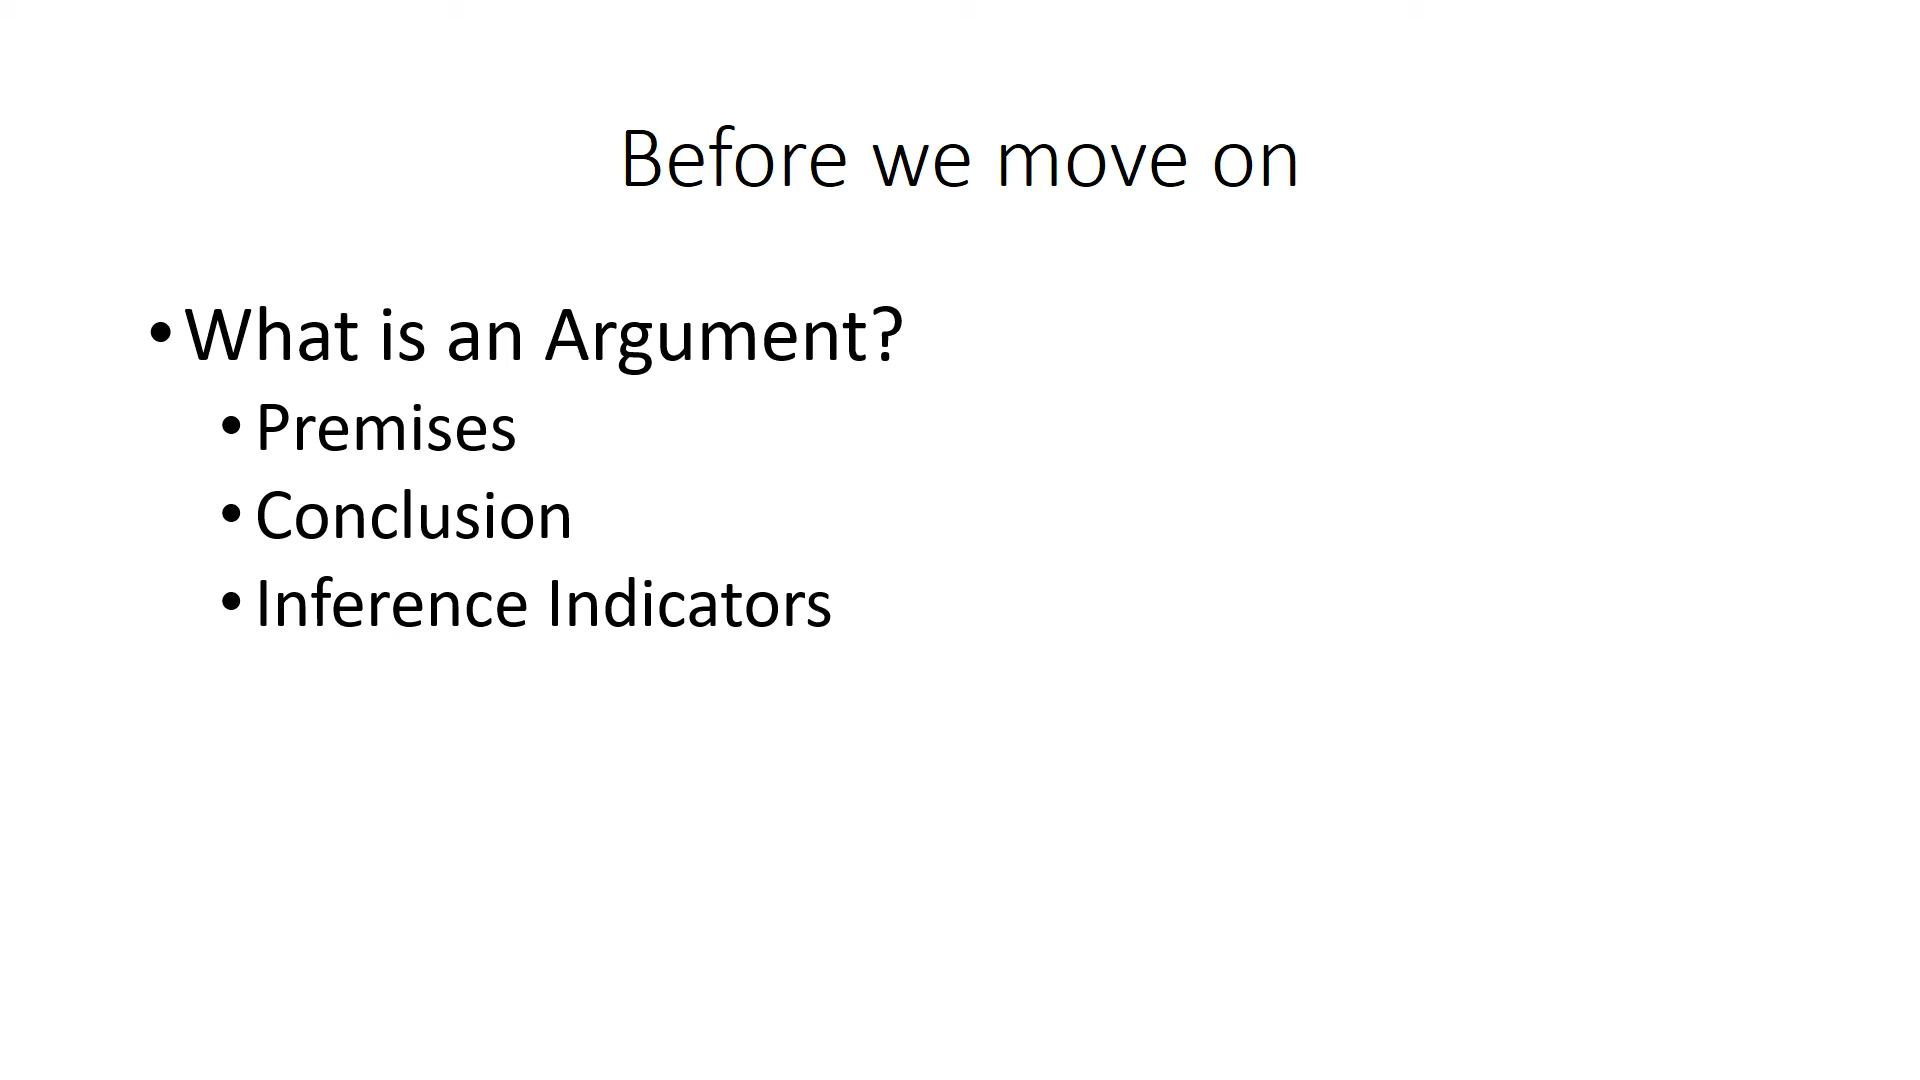 Before we move on
• What is an Argument?
• Premises
• Conclusion
• Inference Indicators